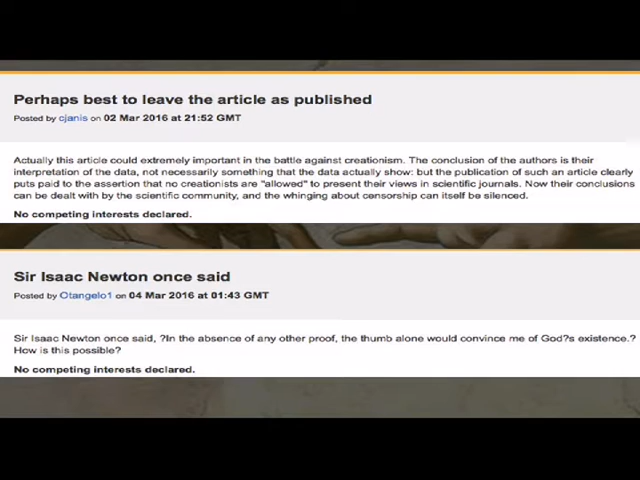 Perhaps best to leave the article as published
Posted by cjanis on 02 Mar 2016 at 21:52 GMT
Actually this article could extremely important in the battle against creationism. The conclusion of the authors is their
interpretation of the data, not necessarily something that the data actually show: but the publication of such an article clearly
puts paid to the assertion that no creationists are "allowed" to present their views in scientific journals. Now their conclusions
can be dealt with by the scientific community, and the whinging about censorship can itself be silenced.
No competing interests declared.
Sir Isaac Newton once said
Posted by Otangelo1 on 04 Mar 2016 at 01:43 GMT
Sir Isaac Newton once said, ?In the absence of any other proof, the thumb alone would convince me of God?s existence.?
How is this possible?
No competing interests declared.